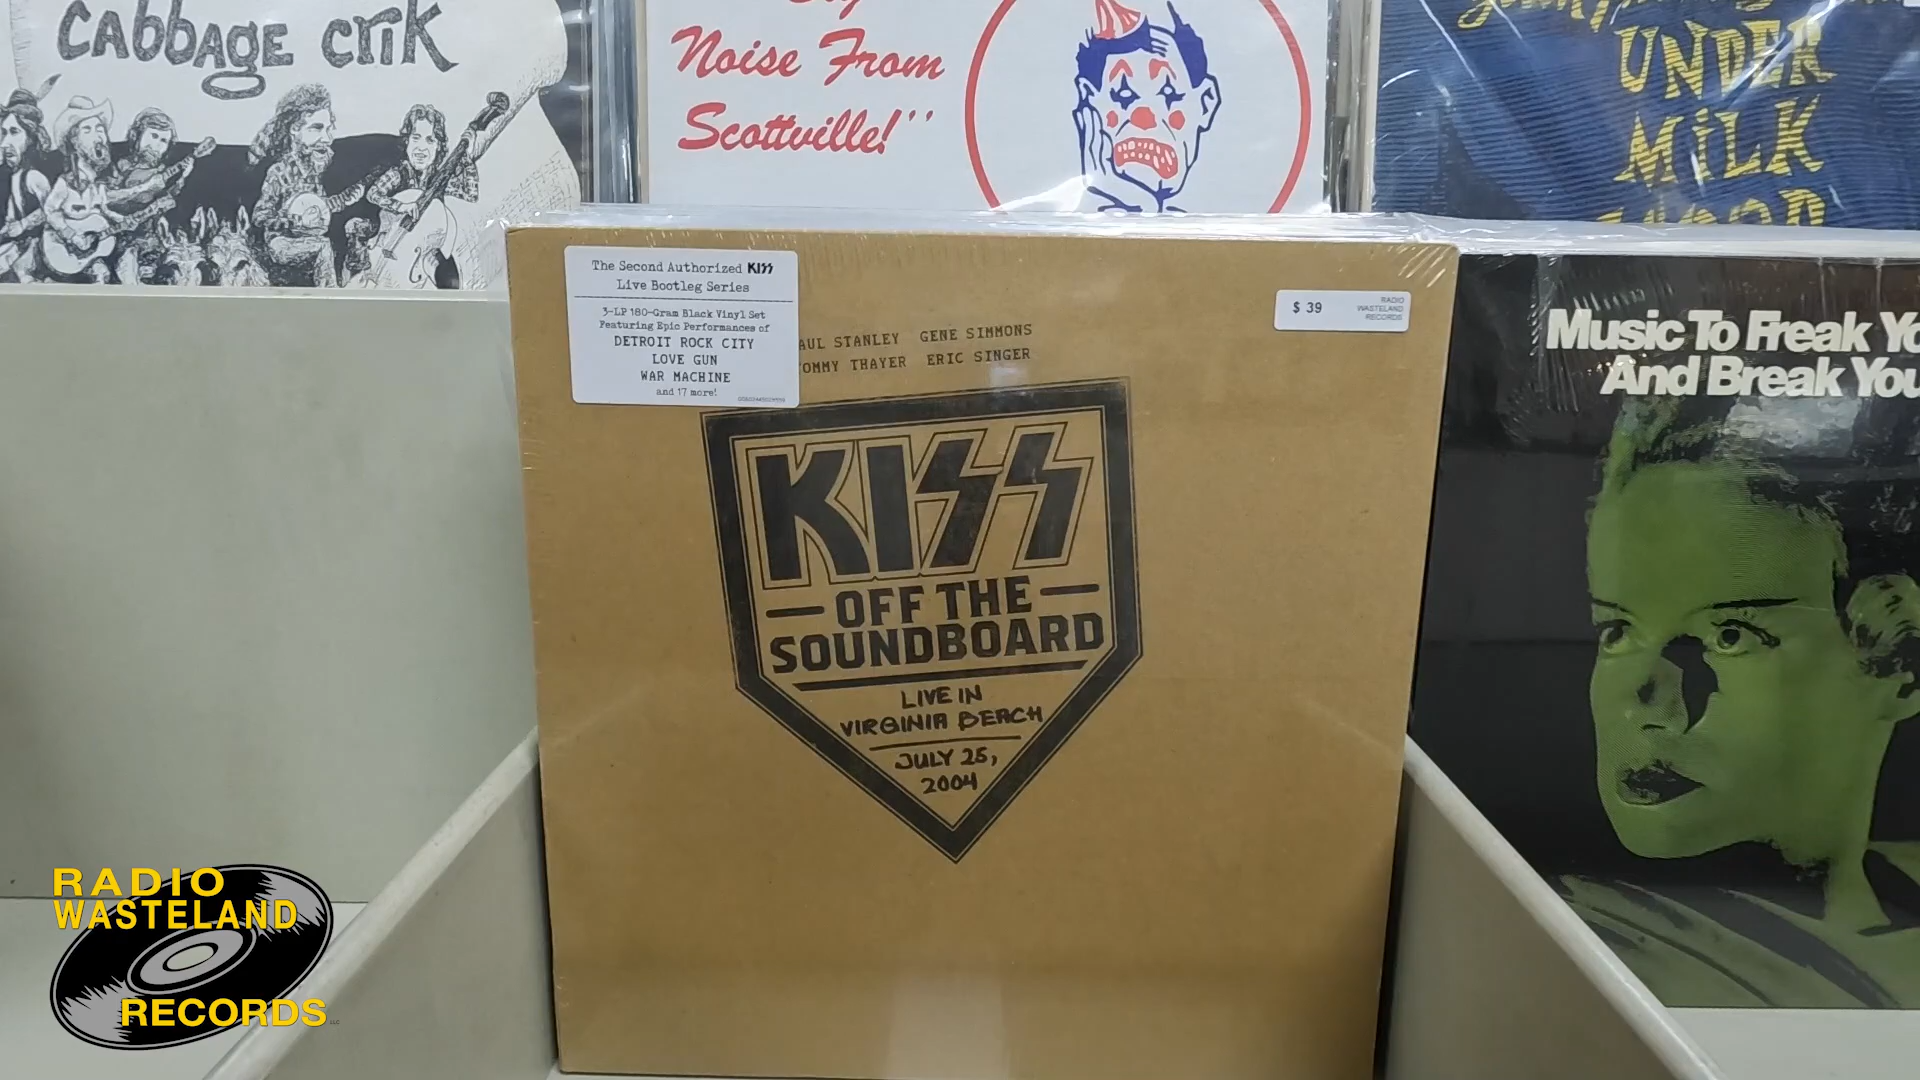 CABBAGE CRIK
Noise From
Scottville!"
UNDER
MILK
WOOD
The Second Authorized KISS
Live Bootleg Series
3-LP 180-Gram Black Vinyl Set
Featuring Epic Performances of
DETROIT ROCK CITY
LOVE GUN
WAR MACHINE
and 17 more!
AUL STANLEY GENE SIMMONS
OMMY THAYER ERIC SINGER
$ 39
RADIO
WASTELAND
RECORDS
KISS
OFF THE
SOUNDBOARD
LIVE IN
VIRGINIA BEACH
JULY 25,
2004
Music To Freak Yo
And Break You
RADIO
WASTELAND
RECORDS